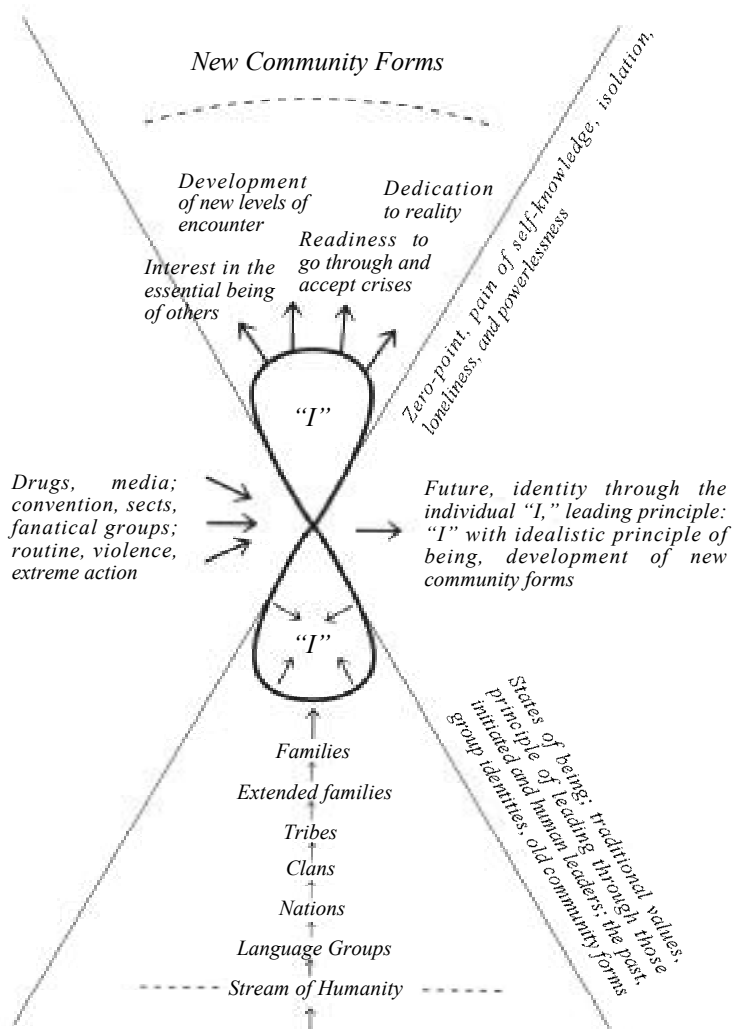 New Community Forms
Development
of new levels of
encounter
Dedication
to reality
Interest in the
essential being
of others
Readiness to
go through and
accept crises
Zero-point, pain of self-knowledge, isolation,
loneliness, and powerlessness
“I”
Drugs, media;
convention, sects,
fanatical groups;
routine, violence,
extreme action
Future, identity through the
individual “I,” leading principle:
“I” with idealistic principle of
being, development of new
community forms
“I”
States of being; traditional values,
principle of leading through those
initiated and human leaders; the past,
group identities, old community forms
Families
Extended families
Tribes
Clans
Nations
Language Groups
Stream of Humanity